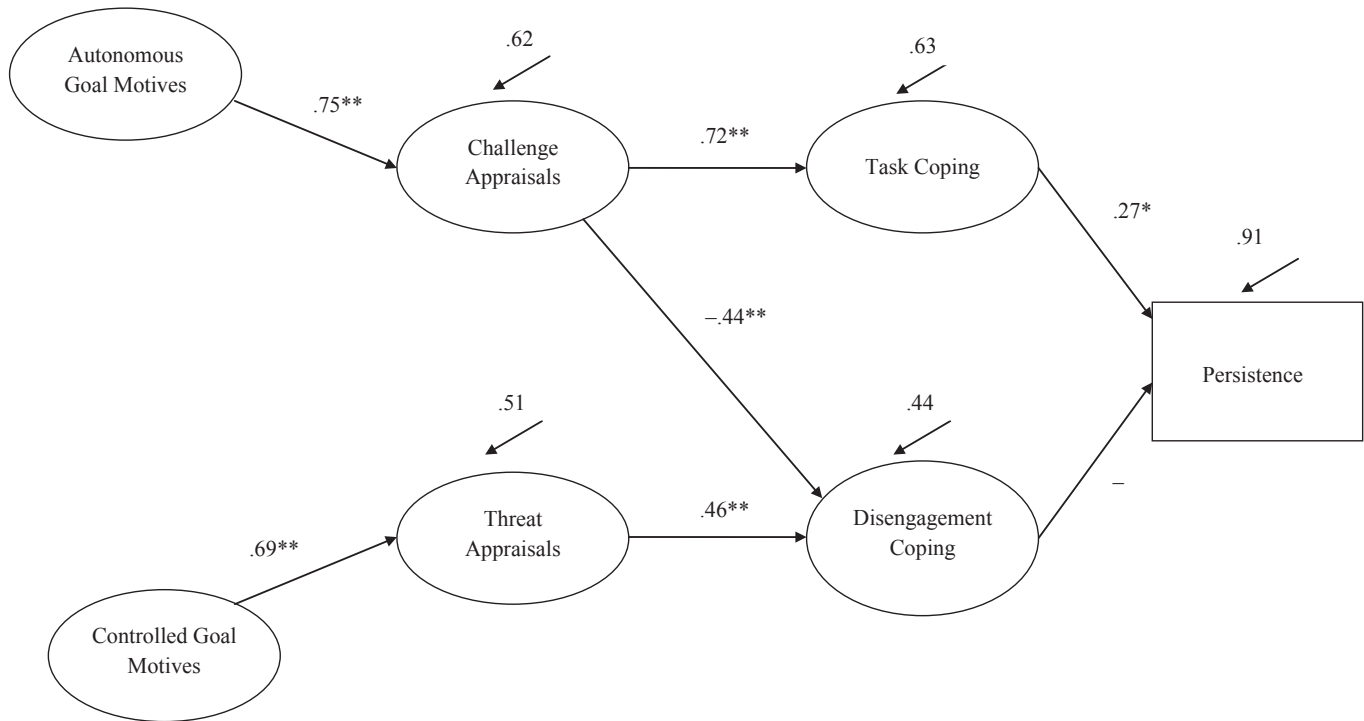 Autonomous
Goal Motives
.75**
.62
Challenge
Appraisals
.72**
.63
Task Coping
.27*
.91
Persistence
–.44**
.51
Threat
Appraisals
.46**
.44
Disengagement
Coping
–
.69**
Controlled Goal
Motives